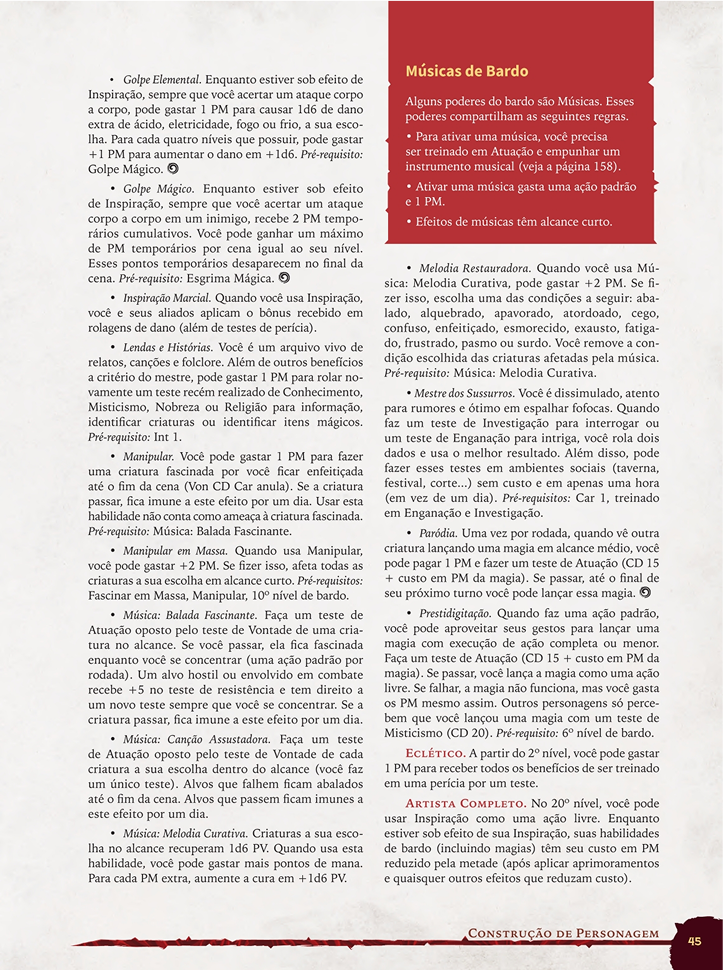 • Golpe Elemental. Enquanto estiver sob efeito de
Inspiração, sempre que você acertar um ataque corpo
a corpo, pode gastar 1 PM para causar 1d6 de dano
extra de ácido, eletricidade, fogo ou frio, a sua esco-
lha. Para cada quatro níveis que possuir, pode gastar
+1 PM para aumentar o dano em +1d6. Pré-requisito:
Golpe Mágico.
• Golpe Mágico. Enquanto estiver sob efeito
de Inspiração, sempre que você acertar um ataque
corpo a corpo em um inimigo, recebe 2 PM tempo-
rários cumulativos. Você pode ganhar um máximo
de PM temporários por cena igual ao seu nível.
Esses pontos temporários desaparecem no final da
cena. Pré-requisito: Esgrima Mágica.
• Inspiração Marcial. Quando você usa Inspiração,
você e seus aliados aplicam o bônus recebido em
rolagens de dano (além de testes de perícia).
• Lendas e Histórias. Você é um arquivo vivo de
relatos, canções e folclore. Além de outros benefícios
a critério do mestre, pode gastar 1 PM para rolar no-
vamente um teste recém realizado de Conhecimento,
Misticismo, Nobreza ou Religião para informação,
identificar criaturas ou identificar itens mágicos.
Pré-requisito: Int 1.
• Manipular. Você pode gastar 1 PM para fazer
uma criatura fascinada por você ficar enfeitiçada
até o fim da cena (Von CD Car anula). Se a criatura
passar, fica imune a este efeito por um dia. Usar esta
habilidade não conta como ameaça à criatura fascinada.
Pré-requisito: Música: Balada Fascinante.
• Manipular em Massa. Quando usa Manipular,
você pode gastar +2 PM. Se fizer isso, afeta todas as
criaturas a sua escolha em alcance curto. Pré-requisitos:
Fascinar em Massa, Manipular, 10º nível de bardo.
• Música: Balada Fascinante. Faça um teste de
Atuação oposto pelo teste de Vontade de uma cria-
tura no alcance. Se você passar, ela fica fascinada
enquanto você se concentrar (uma ação padrão por
rodada). Um alvo hostil ou envolvido em combate
recebe +5 no teste de resistência e tem direito a
um novo teste sempre que você se concentrar. Se a
criatura passar, fica imune a este efeito por um dia.
• Música: Canção Assustadora. Faça um teste
de Atuação oposto pelo teste de Vontade de cada
criatura a sua escolha dentro do alcance (você faz
um único teste). Alvos que falhem ficam abalados
até o fim da cena. Alvos que passem ficam imunes a
este efeito por um dia.
• Música: Melodia Curativa. Criaturas a sua esco-
lha no alcance recuperam 1d6 PV. Quando usa esta
habilidade, você pode gastar mais pontos de mana.
Para cada PM extra, aumente a cura em +1d6 PV.
Músicas de Bardo
Alguns poderes do bardo são Músicas. Esses
poderes compartilham as seguintes regras.
• Para ativar uma música, você precisa
ser treinado em Atuação e empunhar um
instrumento musical (veja a página 158).
• Ativar uma música gasta uma ação padrão
e 1 PM.
• Efeitos de músicas têm alcance curto.
• Melodia Restauradora. Quando você usa Mú-
sica: Melodia Curativa, pode gastar +2 PM. Se fi-
zer isso, escolha uma das condições a seguir: aba-
lado, alquebrado, apavorado, atordoado, cego,
confuso, enfeitiçado, esmorecido, exausto, fatiga-
do, frustrado, pasmo ou surdo. Você remove a con-
dição escolhida das criaturas afetadas pela música.
Pré-requisito: Música: Melodia Curativa.
• Mestre dos Sussurros. Você é dissimulado, atento
para rumores e ótimo em espalhar fofocas. Quando
faz um teste de Investigação para interrogar ou
um teste de Enganação para intriga, você rola dois
dados e usa o melhor resultado. Além disso, pode
fazer esses testes em ambientes sociais (taverna,
festival, corte...) sem custo e em apenas uma hora
(em vez de um dia). Pré-requisitos: Car 1, treinado
em Enganação e Investigação.
• Paródia. Uma vez por rodada, quando vê outra
criatura lançando uma magia em alcance médio, você
pode pagar 1 PM e fazer um teste de Atuação (CD 15
+ custo em PM da magia). Se passar, até o final de
seu próximo turno você pode lançar essa magia.
• Prestidigitação. Quando faz uma ação padrão,
você pode aproveitar seus gestos para lançar uma
magia com execução de ação completa ou menor.
Faça um teste de Atuação (CD 15 + custo em PM da
magia). Se passar, você lança a magia como uma ação
livre. Se falhar, a magia não funciona, mas você gasta
os PM mesmo assim. Outros personagens só perce-
bem que você lançou uma magia com um teste de
Misticismo (CD 20). Pré-requisito: 6º nível de bardo.
Eclético. A partir do 2º nível, você pode gastar
1 PM para receber todos os benefícios de ser treinado
em uma perícia por um teste.
Artista Completo. No 20º nível, você pode
usar Inspiração como uma ação livre. Enquanto
estiver sob efeito de sua Inspiração, suas habilidades
de bardo (incluindo magias) têm seu custo em PM
reduzido pela metade (após aplicar aprimoramentos
e quaisquer outros efeitos que reduzam custo).
Construção de Personagem
45